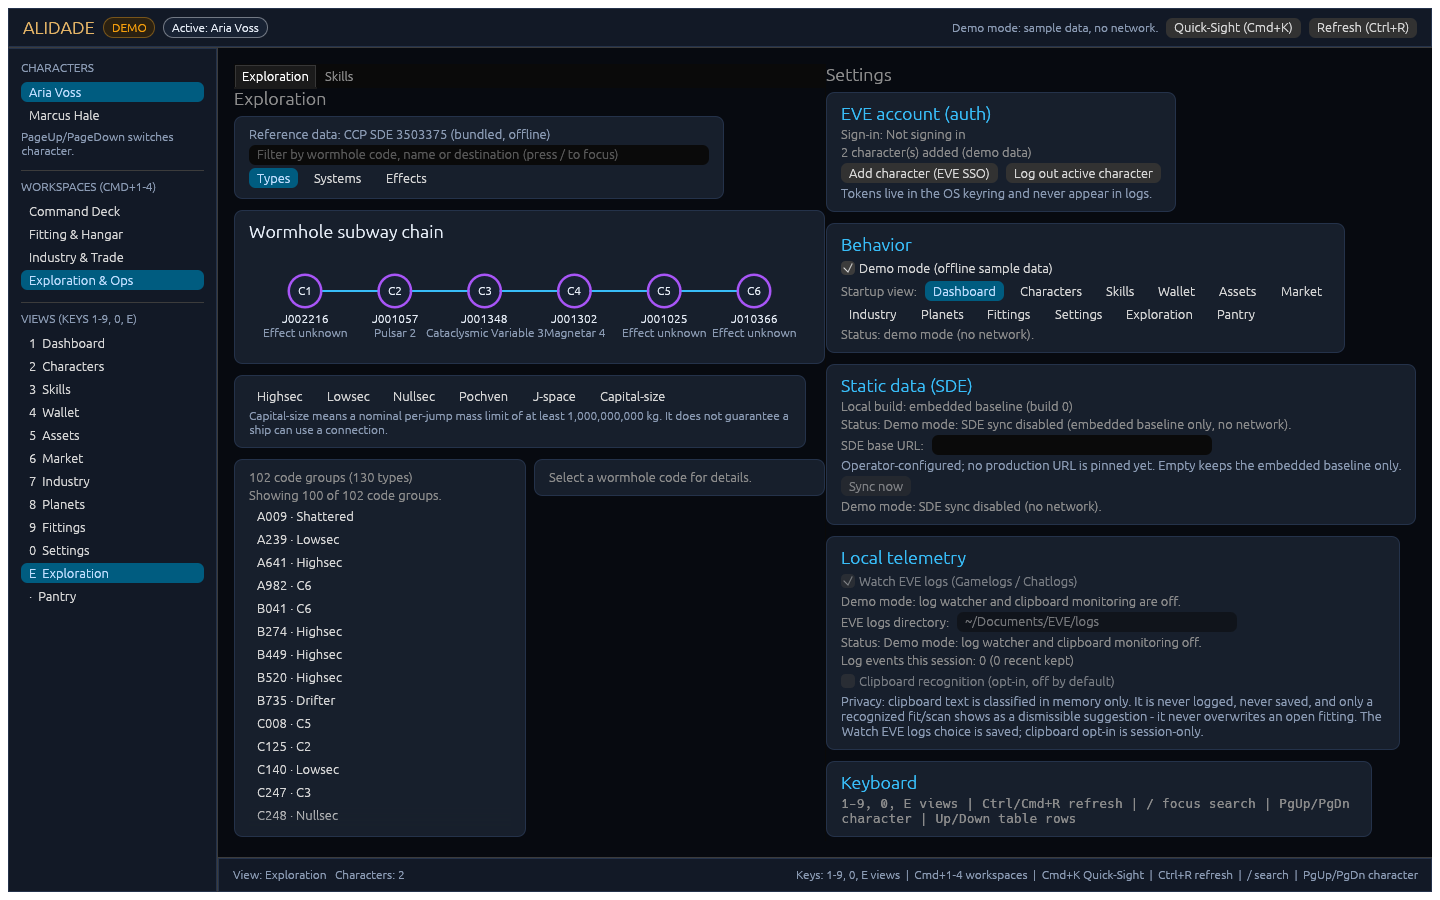 ALIDADE DEMO Active: Aria Voss Demo mode: sample data, no network. Quick-Sight (Cmd+K) Refresh (Ctrl+R)
CHARACTERS
Aria Voss
Marcus Hale
PageUp/PageDown switches
character.
WORKSPACES (CMD+1-4)
Command Deck
Fitting & Hangar
Industry & Trade
Exploration & Ops
VIEWS (KEYS 1-9, 0, E)
1 Dashboard
2 Characters
3 Skills
4 Wallet
5 Assets
6 Market
7 Industry
8 Planets
9 Fittings
0 Settings
E Exploration
· Pantry
Exploration Skills
Exploration
Reference data: CCP SDE 3503375 (bundled, offline)
Filter by wormhole code, name or destination (press / to focus)
Types Systems Effects
Wormhole subway chain
C1 C2 C3 C4 C5 C6
J002216 J001057 J001348 J001302 J001025 J010366
Effect unknown Pulsar 2 Cataclysmic Variable 3 Magnetar 4 Effect unknown Effect unknown
Highsec Lowsec Nullsec Pochven J-space Capital-size
Capital-size means a nominal per-jump mass limit of at least 1,000,000,000 kg. It does not guarantee a
ship can use a connection.
102 code groups (130 types)
Showing 100 of 102 code groups.
A009 · Shattered
A239 · Lowsec
A641 · Highsec
A982 · C6
B041 · C6
B274 · Highsec
B449 · Highsec
B520 · Highsec
B735 · Drifter
C008 · C5
C125 · C2
C140 · Lowsec
C247 · C3
C248 · Nullsec
Select a wormhole code for details.
Settings
EVE account (auth)
Sign-in: Not signing in
2 character(s) added (demo data)
Add character (EVE SSO) Log out active character
Tokens live in the OS keyring and never appear in logs.
Behavior
Demo mode (offline sample data)
Startup view: Dashboard Characters Skills Wallet Assets Market
Industry Planets Fittings Settings Exploration Pantry
Status: demo mode (no network).
Static data (SDE)
Local build: embedded baseline (build 0)
Status: Demo mode: SDE sync disabled (embedded baseline only, no network).
SDE base URL:
Operator-configured; no production URL is pinned yet. Empty keeps the embedded baseline only.
Sync now
Demo mode: SDE sync disabled (no network).
Local telemetry
Watch EVE logs (Gamelogs / Chatlogs)
Demo mode: log watcher and clipboard monitoring are off.
EVE logs directory: ~/Documents/EVE/logs
Status: Demo mode: log watcher and clipboard monitoring off.
Log events this session: 0 (0 recent kept)
Clipboard recognition (opt-in, off by default)
Privacy: clipboard text is classified in memory only. It is never logged, never saved, and only a
recognized fit/scan shows as a dismissible suggestion - it never overwrites an open fitting. The
Watch EVE logs choice is saved; clipboard opt-in is session-only.
Keyboard
1-9, 0, E views | Ctrl/Cmd+R refresh | / focus search | PgUp/PgDn
character | Up/Down table rows
View: Exploration Characters: 2 Keys: 1-9, 0, E views | Cmd+1-4 workspaces | Cmd+K Quick-Sight | Ctrl+R refresh | / search | PgUp/PgDn character